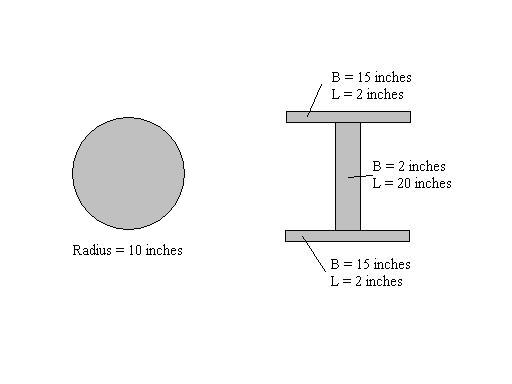 B = 15 inches
L = 2 inches
B = 2 inches
L = 20 inches
Radius = 10 inches
B = 15 inches
L = 2 inches